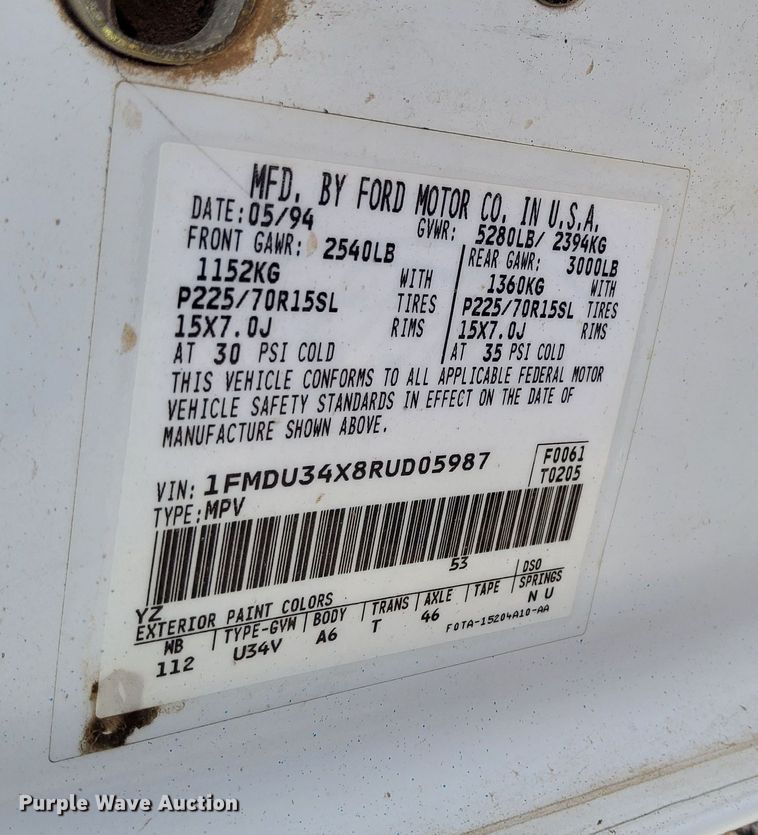 MFD. BY FORD MOTOR CO. IN U.S.A.
DATE: 05/94 GVWR: 5280LB/ 2394KG
FRONT GAWR: 2540LB REAR GAWR: 3000LB
1152KG WITH 1360KG WITH
P225/70R15SL TIRES P225/70R15SL TIRES
15X7.0J RIMS 15X7.0J RIMS
AT 30 PSI COLD AT 35 PSI COLD
THIS VEHICLE CONFORMS TO ALL APPLICABLE FEDERAL MOTOR
VEHICLE SAFETY STANDARDS IN EFFECT ON THE DATE OF
MANUFACTURE SHOWN ABOVE.
VIN: 1FMDU34X8RUD05987 F0061
TYPE: MPV T0205
YZ 53 DSO
EXTERIOR PAINT COLORS
WB TYPE-GVW BODY TRANS AXLE TAPE SPRINGS
112 U34V A6 T 46 N U
F0TA-15204A10-AA
Purple Wave Auction